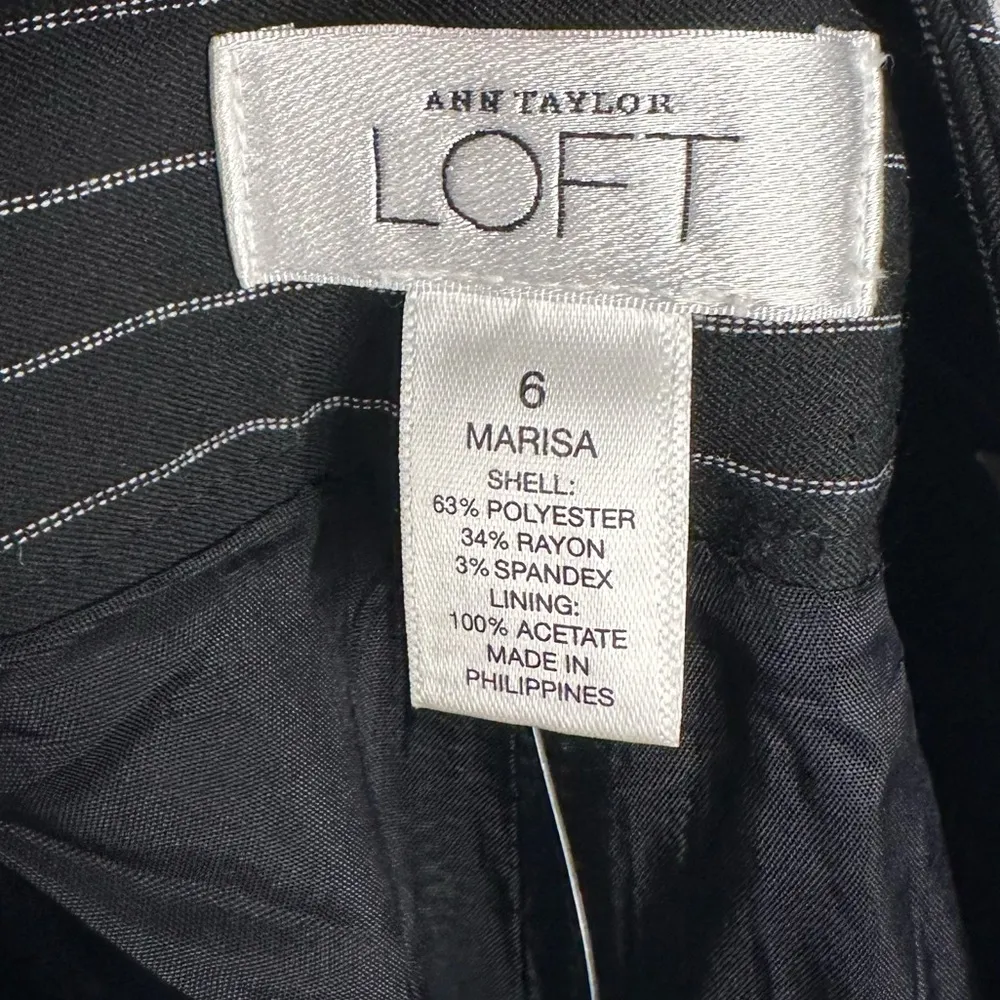 ANN TAYLOR
LOFT
6
MARISA
SHELL:
63% POLYESTER
34% RAYON
3% SPANDEX
LINING:
100% ACETATE
MADE IN
PHILIPPINES